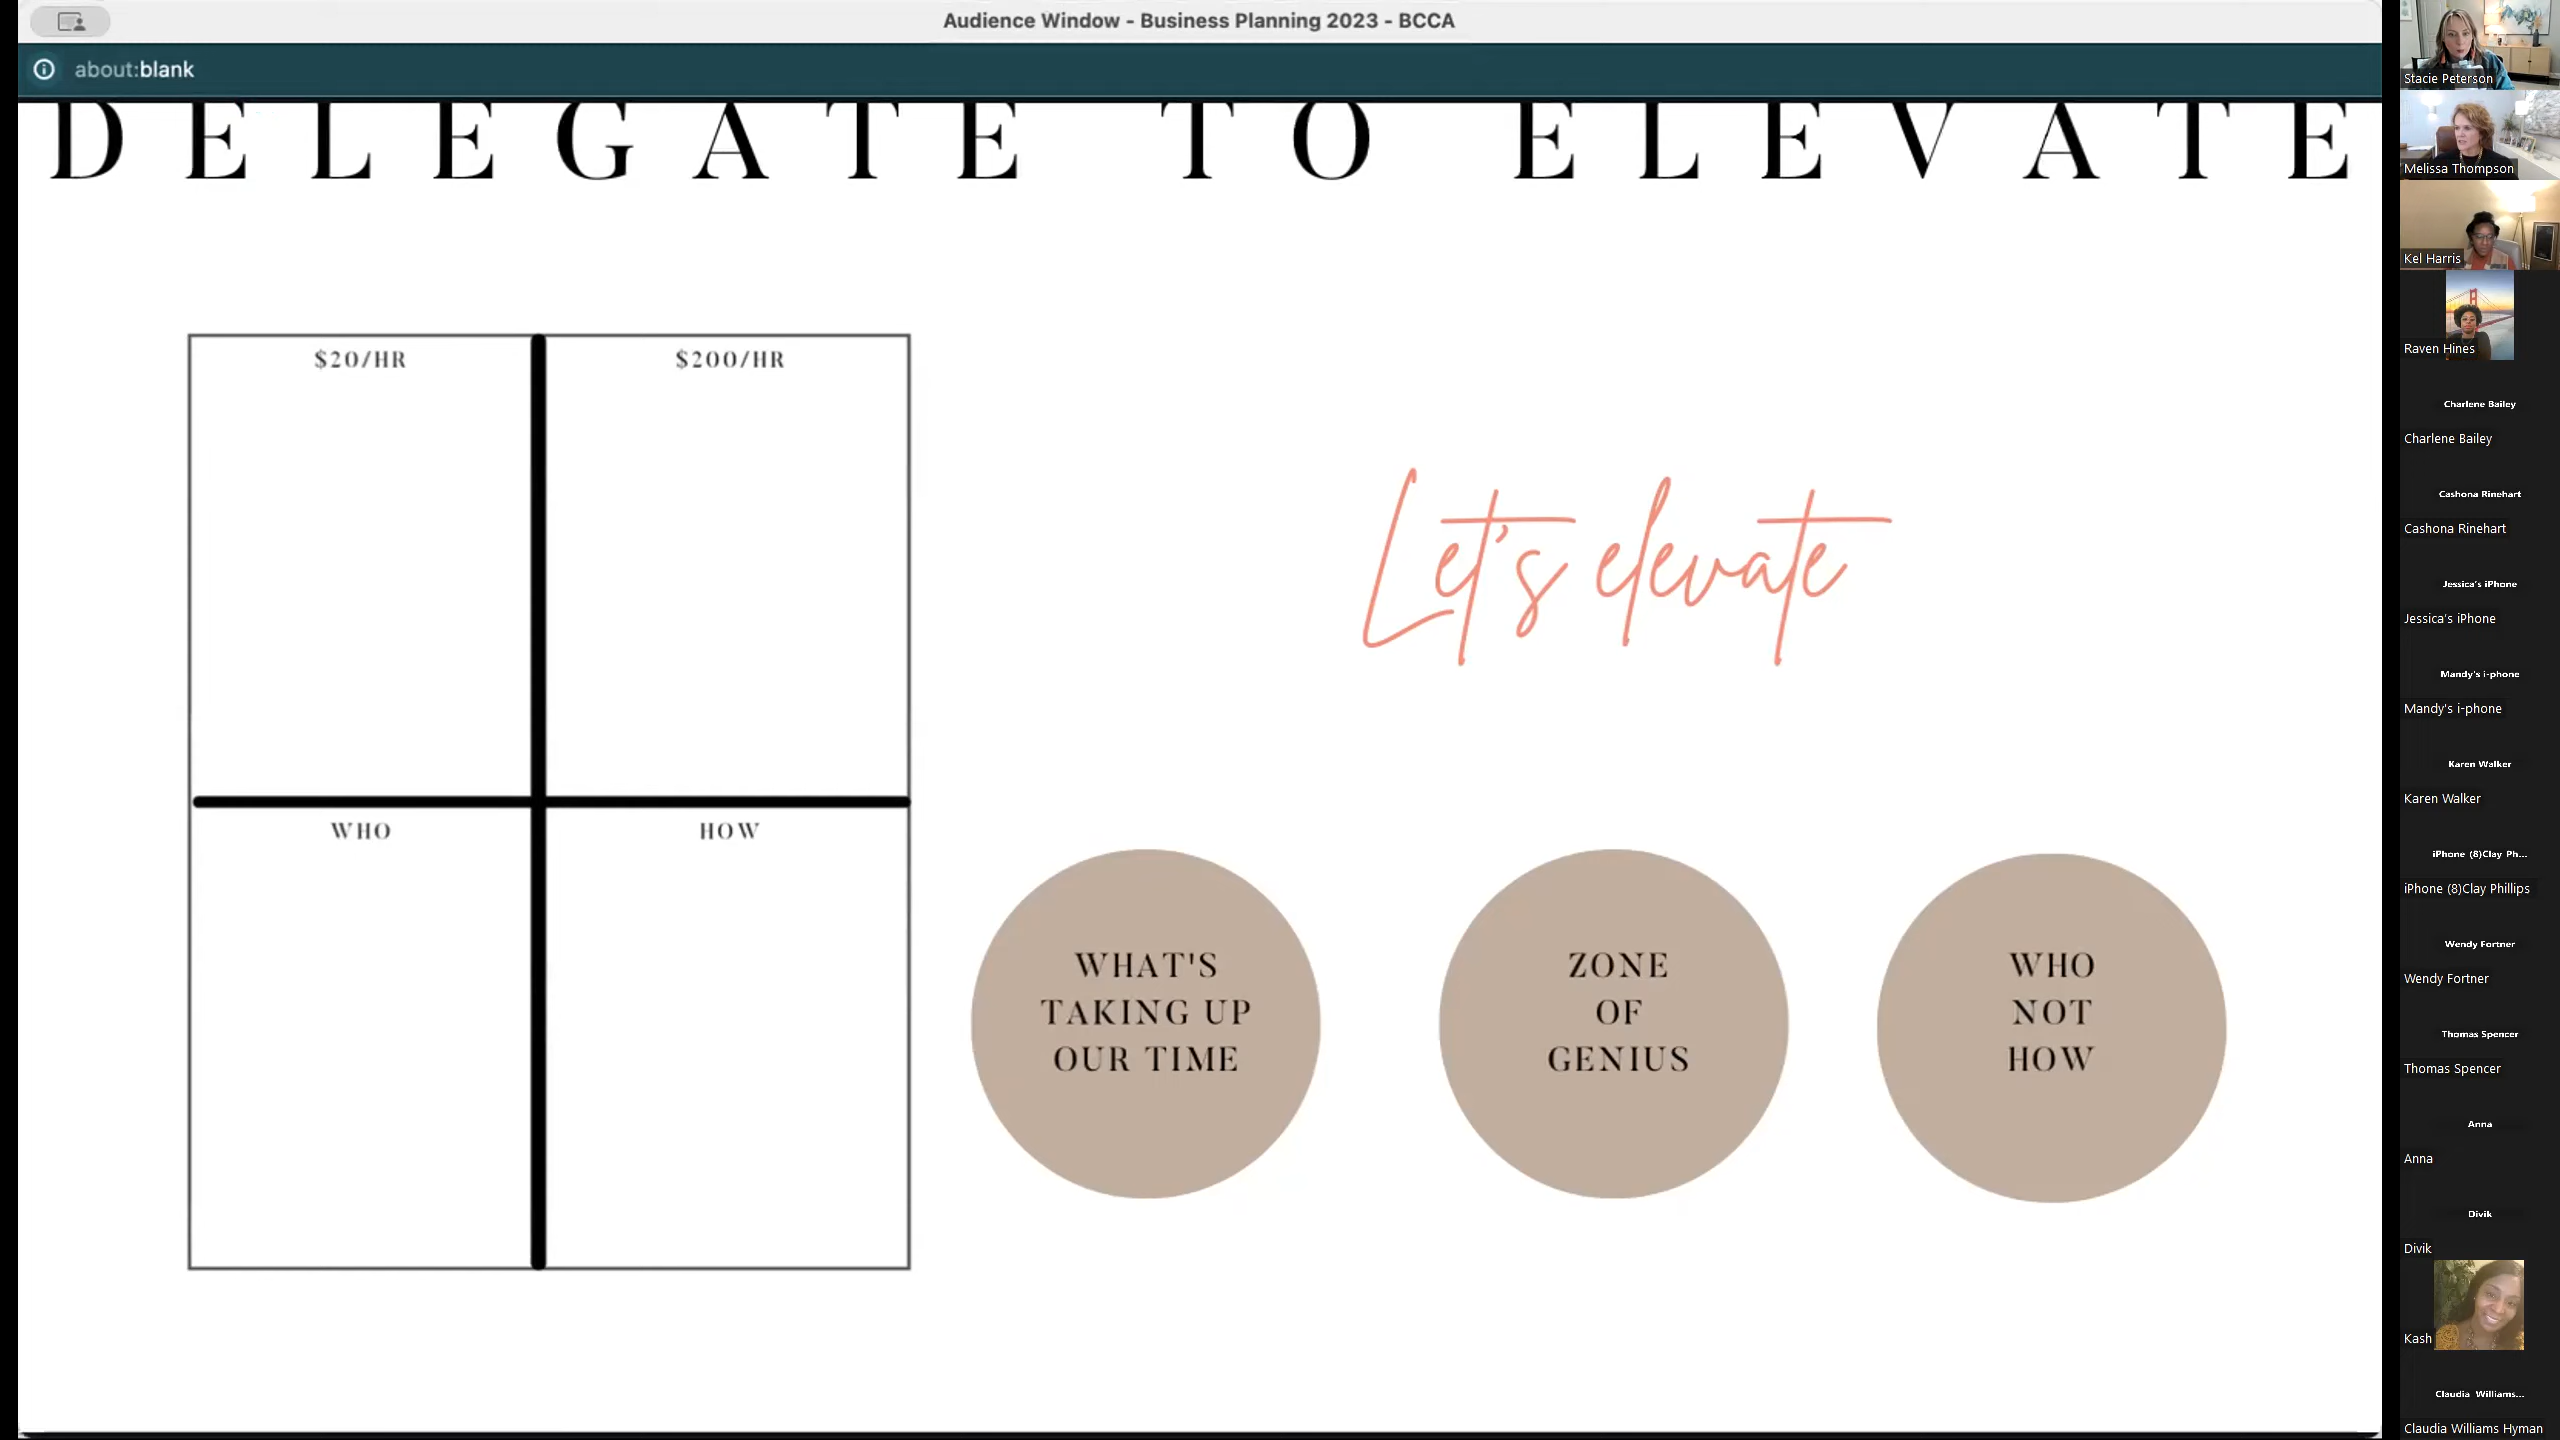 Audience Window - Business Planning 2023 - BCCA
about:blank
DELEGATE TO ELEVATE
$20/HR
$200/HR
WHO
HOW
Let's elevate
WHAT'S
TAKING UP
OUR TIME
ZONE
OF
GENIUS
WHO
NOT
HOW
Stacie Peterson
Melissa Thompson
Kel Harris
Raven Hines
Charlene Bailey
Charlene Bailey
Cashona Rinehart
Cashona Rinehart
Jessica's iPhone
Jessica's iPhone
Mandy's i-phone
Mandy's i-phone
Karen Walker
Karen Walker
iPhone (8)Clay Ph...
iPhone (8)Clay Phillips
Wendy Fortner
Wendy Fortner
Thomas Spencer
Thomas Spencer
Anna
Anna
Divik
Divik
Kash
Claudia Williams...
Claudia Williams Hyman